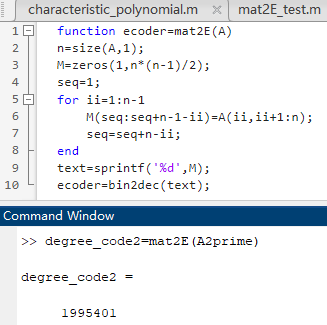 characteristic_polynomial.m × mat2E_test.m
1 function ecoder=mat2E(A)
2 n=size(A,1);
3 M=zeros(1,n*(n-1)/2);
4 seq=1;
5 for ii=1:n-1
6 M(seq:seq+n-1-ii)=A(ii,ii+1:n);
7 seq=seq+n-ii;
8 end
9 text=sprintf('%d',M);
10 ecoder=bin2dec(text);
Command Window
>> degree_code2=mat2E(A2prime)
degree_code2 =
1995401